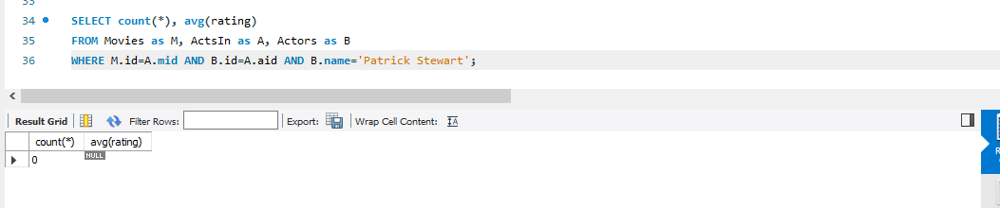 33
34 SELECT count(*), avg(rating)
35 FROM Movies as M, ActsIn as A, Actors as B
36 WHERE M.id=A.mid AND B.id=A.aid AND B.name='Patrick Stewart';
Result Grid Filter Rows: Export: Wrap Cell Content:
count(*) avg(rating)
0 NULL